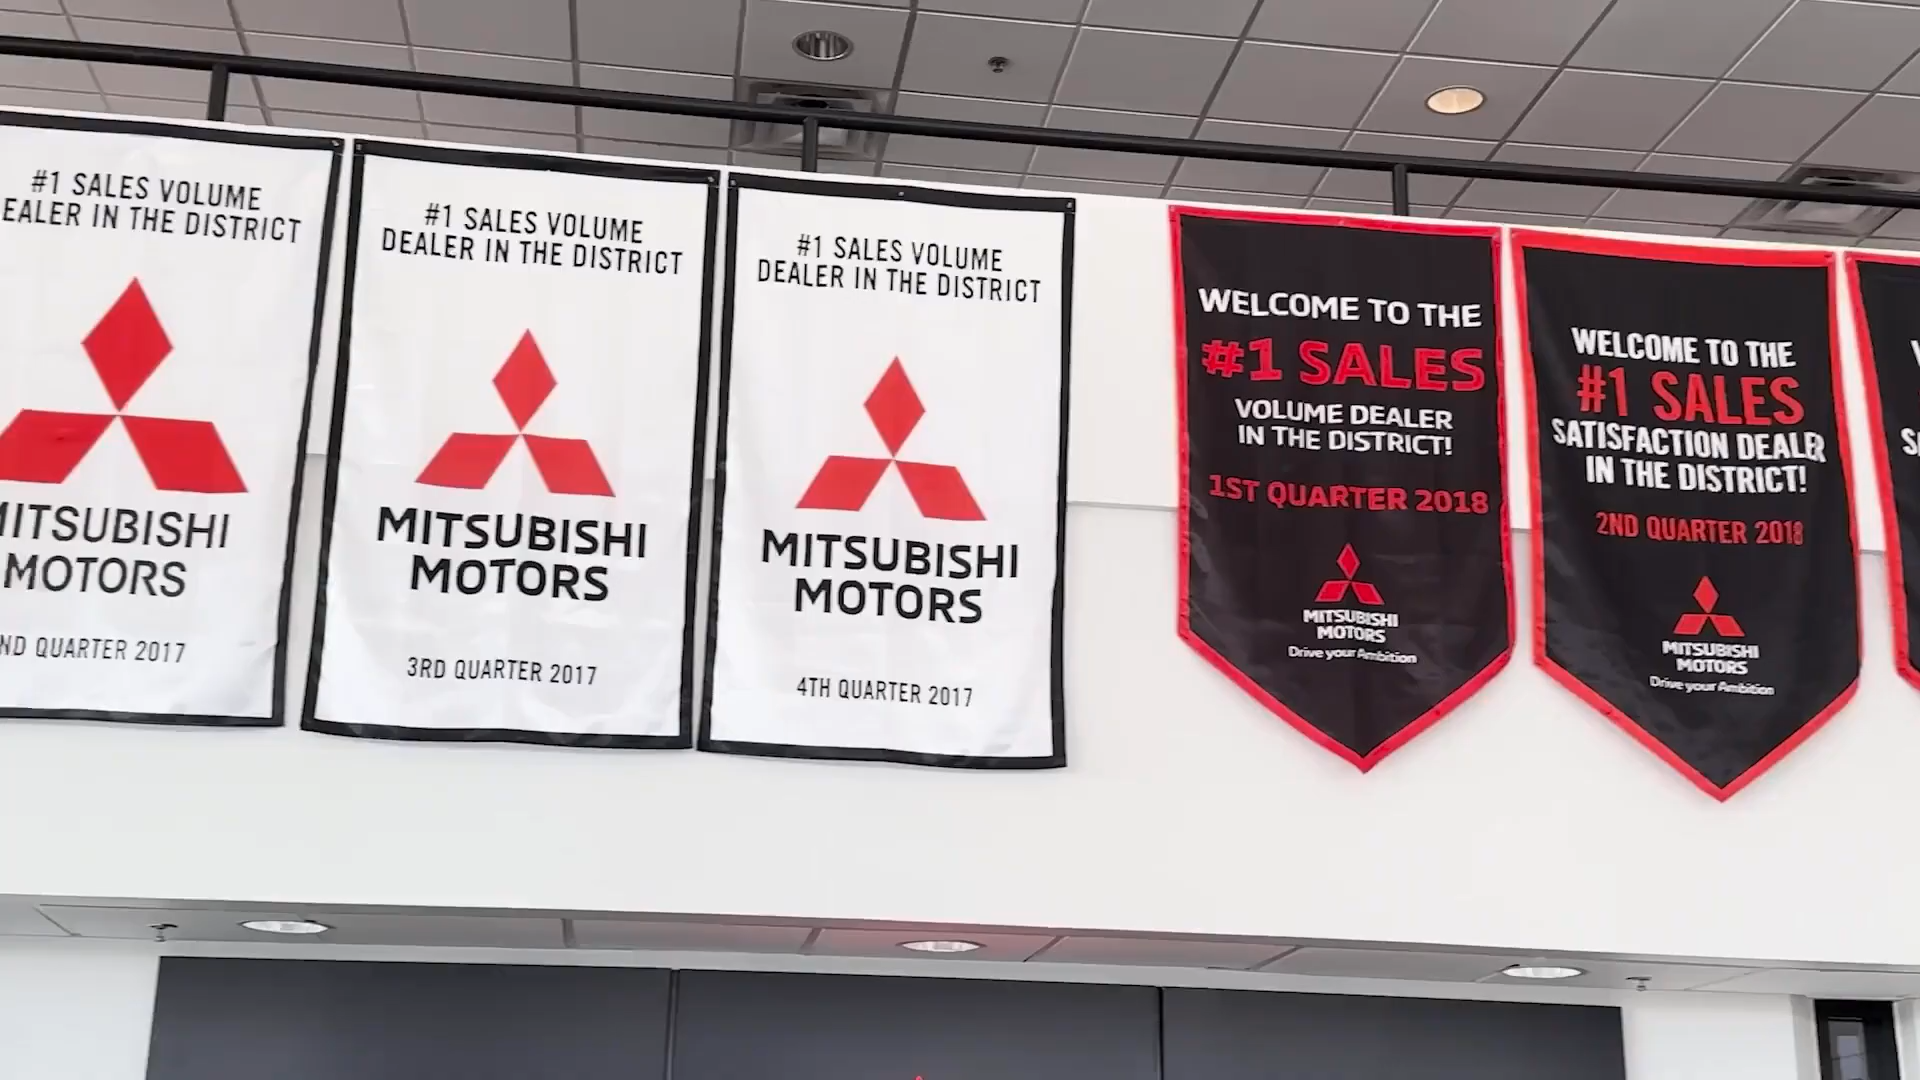 #1 SALES VOLUME
IN THE DISTRICT
MOTORS
QUARTER 2017
#1 SALES VOLUME
DEALER IN THE DISTRICT
MITSUBISHI
MOTORS
3RD QUARTER 2017
#1 SALES VOLUME
DEALER IN THE DISTRICT
MITSUBISHI
MOTORS
4TH QUARTER 2017
WELCOME TO THE
#1 SALES
VOLUME DEALER
IN THE DISTRICT!
1ST QUARTER 2018
MITSUBISHI
MOTORS
Drive your Ambition
WELCOME TO THE
#1 SALES
SATISFACTION DEALER
IN THE DISTRICT!
2ND QUARTER 2018
MITSUBISHI
MOTORS
Drive your Ambition